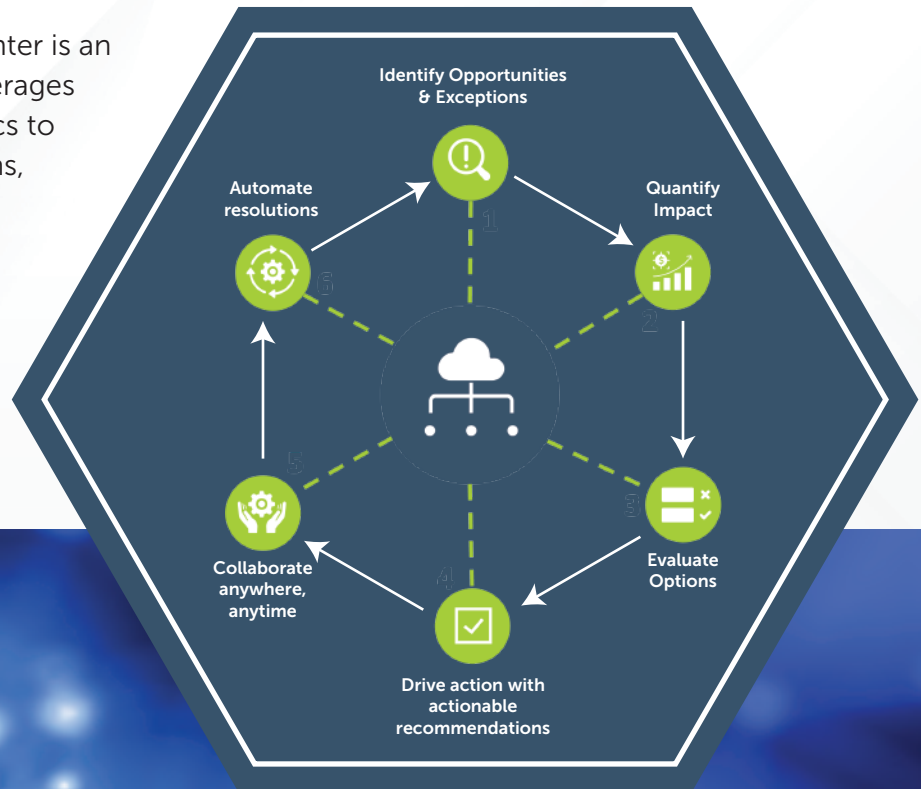 nter is an
erages
cs to
ns,
Identify Opportunities
& Exceptions
1
Quantify
Impact
2
Evaluate
Options
3
Drive action with
actionable
recommendations
4
Collaborate
anywhere,
anytime
5
Automate
resolutions
6